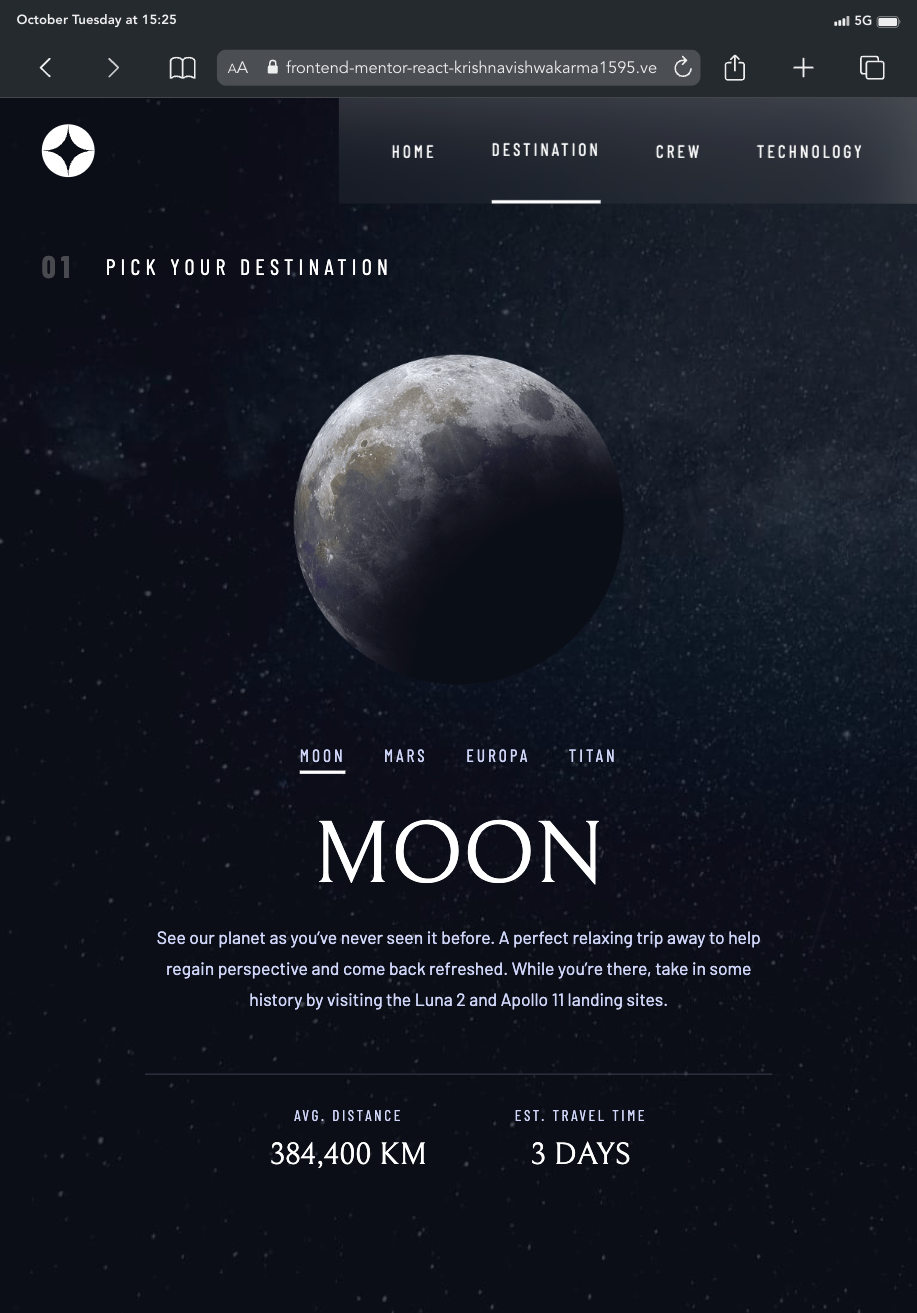 October Tuesday at 15:25
5G
AA
frontend-mentor-react-krishnavishwakarma1595.ve
HOME DESTINATION CREW TECHNOLOGY
01 PICK YOUR DESTINATION
MOON MARS EUROPA TITAN
MOON
See our planet as you’ve never seen it before. A perfect relaxing trip away to help
regain perspective and come back refreshed. While you’re there, take in some
history by visiting the Luna 2 and Apollo 11 landing sites.
AVG. DISTANCE EST. TRAVEL TIME
384,400 KM 3 DAYS